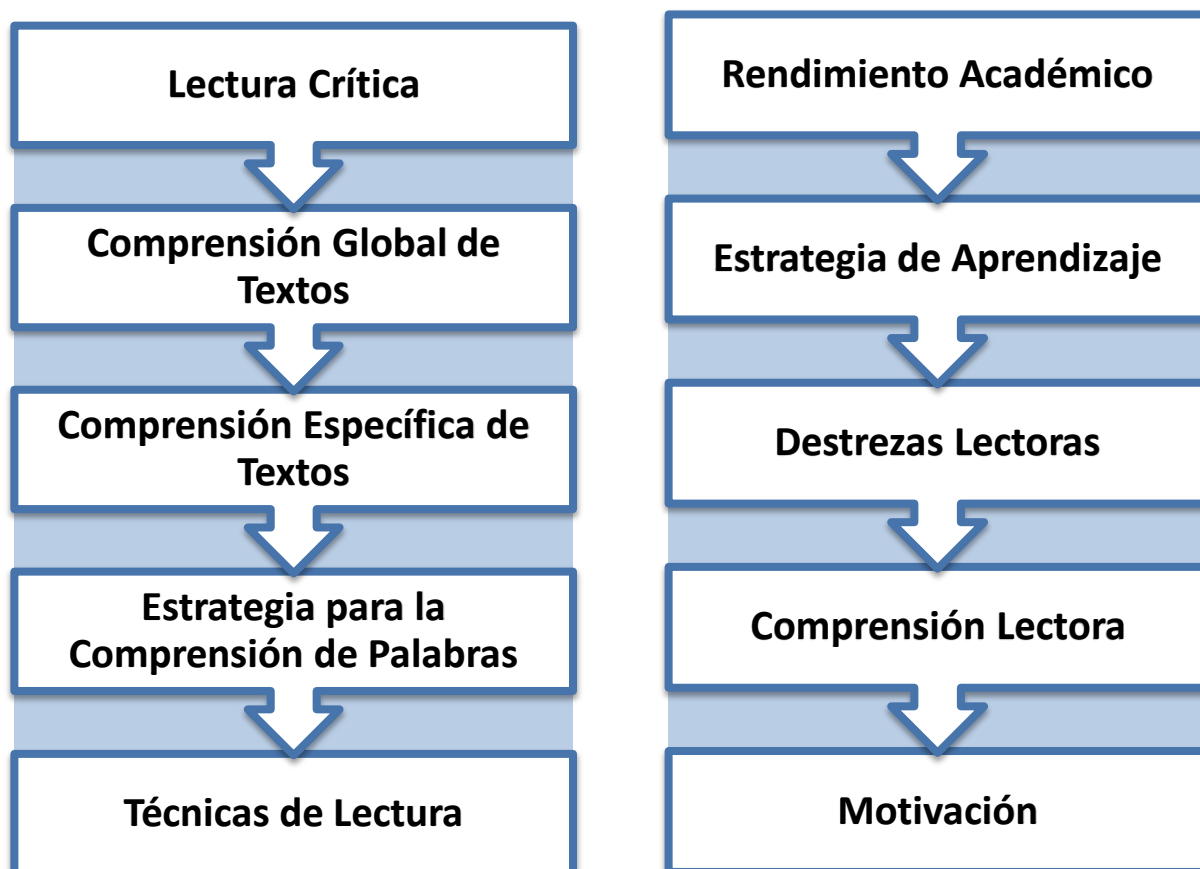 Lectura Crítica
Comprensión Global de
Textos
Comprensión Específica de
Textos
Estrategia para la
Comprensión de Palabras
Técnicas de Lectura
Rendimiento Académico
Estrategia de Aprendizaje
Destrezas Lectoras
Comprensión Lectora
Motivación